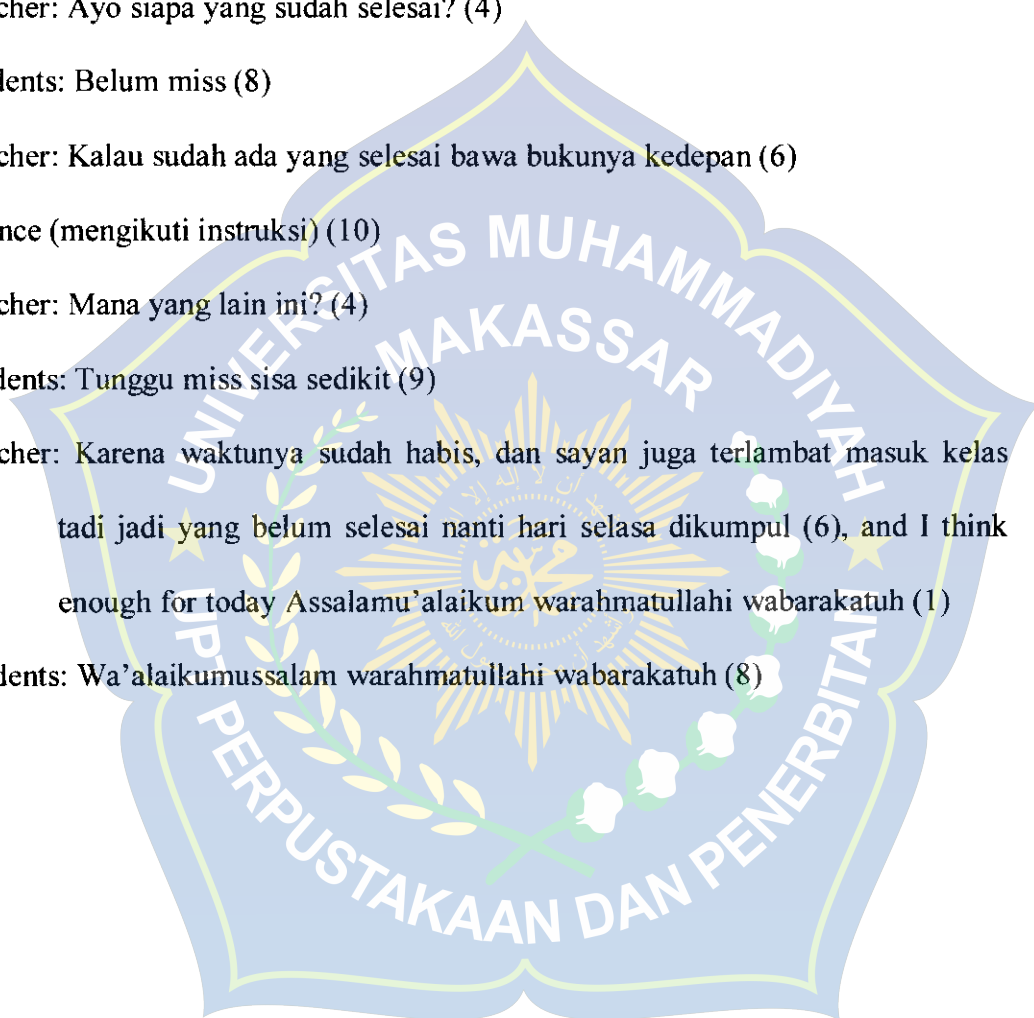 cher: Ayo siapa yang sudah selesai? (4)
dents: Belum miss (8)
cher: Kalau sudah ada yang selesai bawa bukunya kedepan (6)
nce (mengikuti instruksi) (10)
cher: Mana yang lain ini? (4)
dents: Tunggu miss sisa sedikit (9)
cher: Karena waktunya sudah habis, dan sayan juga terlambat masuk kelas
tadi jadi yang belum selesai nanti hari selasa dikumpul (6), and I think
enough for today Assalamu’alaikum warahmatullahi wabarakatuh (1)
dents: Wa’alaikumussalam warahmatullahi wabarakatuh (8)
UNIVERSITAS MUHAMMADIYAH
MAKASSAR
محمد
UPT PERPUSTAKAAN DAN PENERBITAN